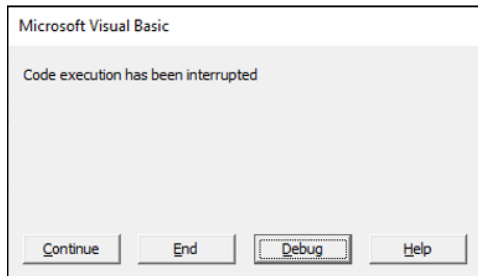 Microsoft Visual Basic
Code execution has been interrupted
Continue End Debug Help